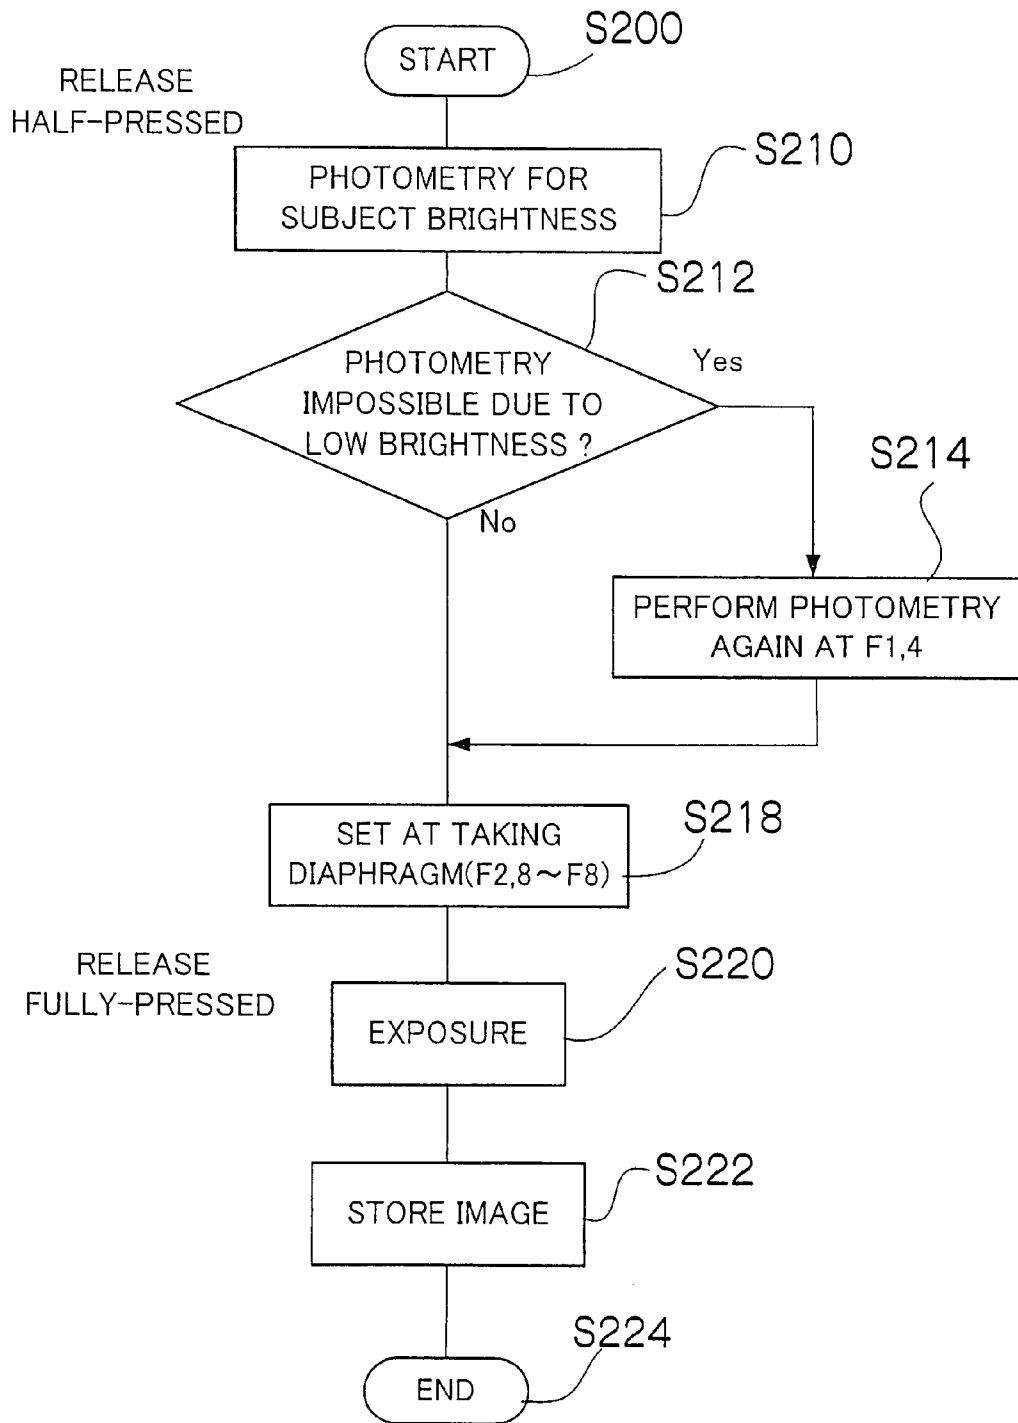 START
S200
RELEASE
HALF-PRESSED
PHOTOMETRY FOR
SUBJECT BRIGHTNESS
S210
S212
PHOTOMETRY
IMPOSSIBLE DUE TO
LOW BRIGHTNESS ?
Yes
No
S214
PERFORM PHOTOMETRY
AGAIN AT F1,4
SET AT TAKING
DIAPHRAGM(F2,8～F8)
S218
RELEASE
FULLY-PRESSED
EXPOSURE
S220
STORE IMAGE
S222
END
S224